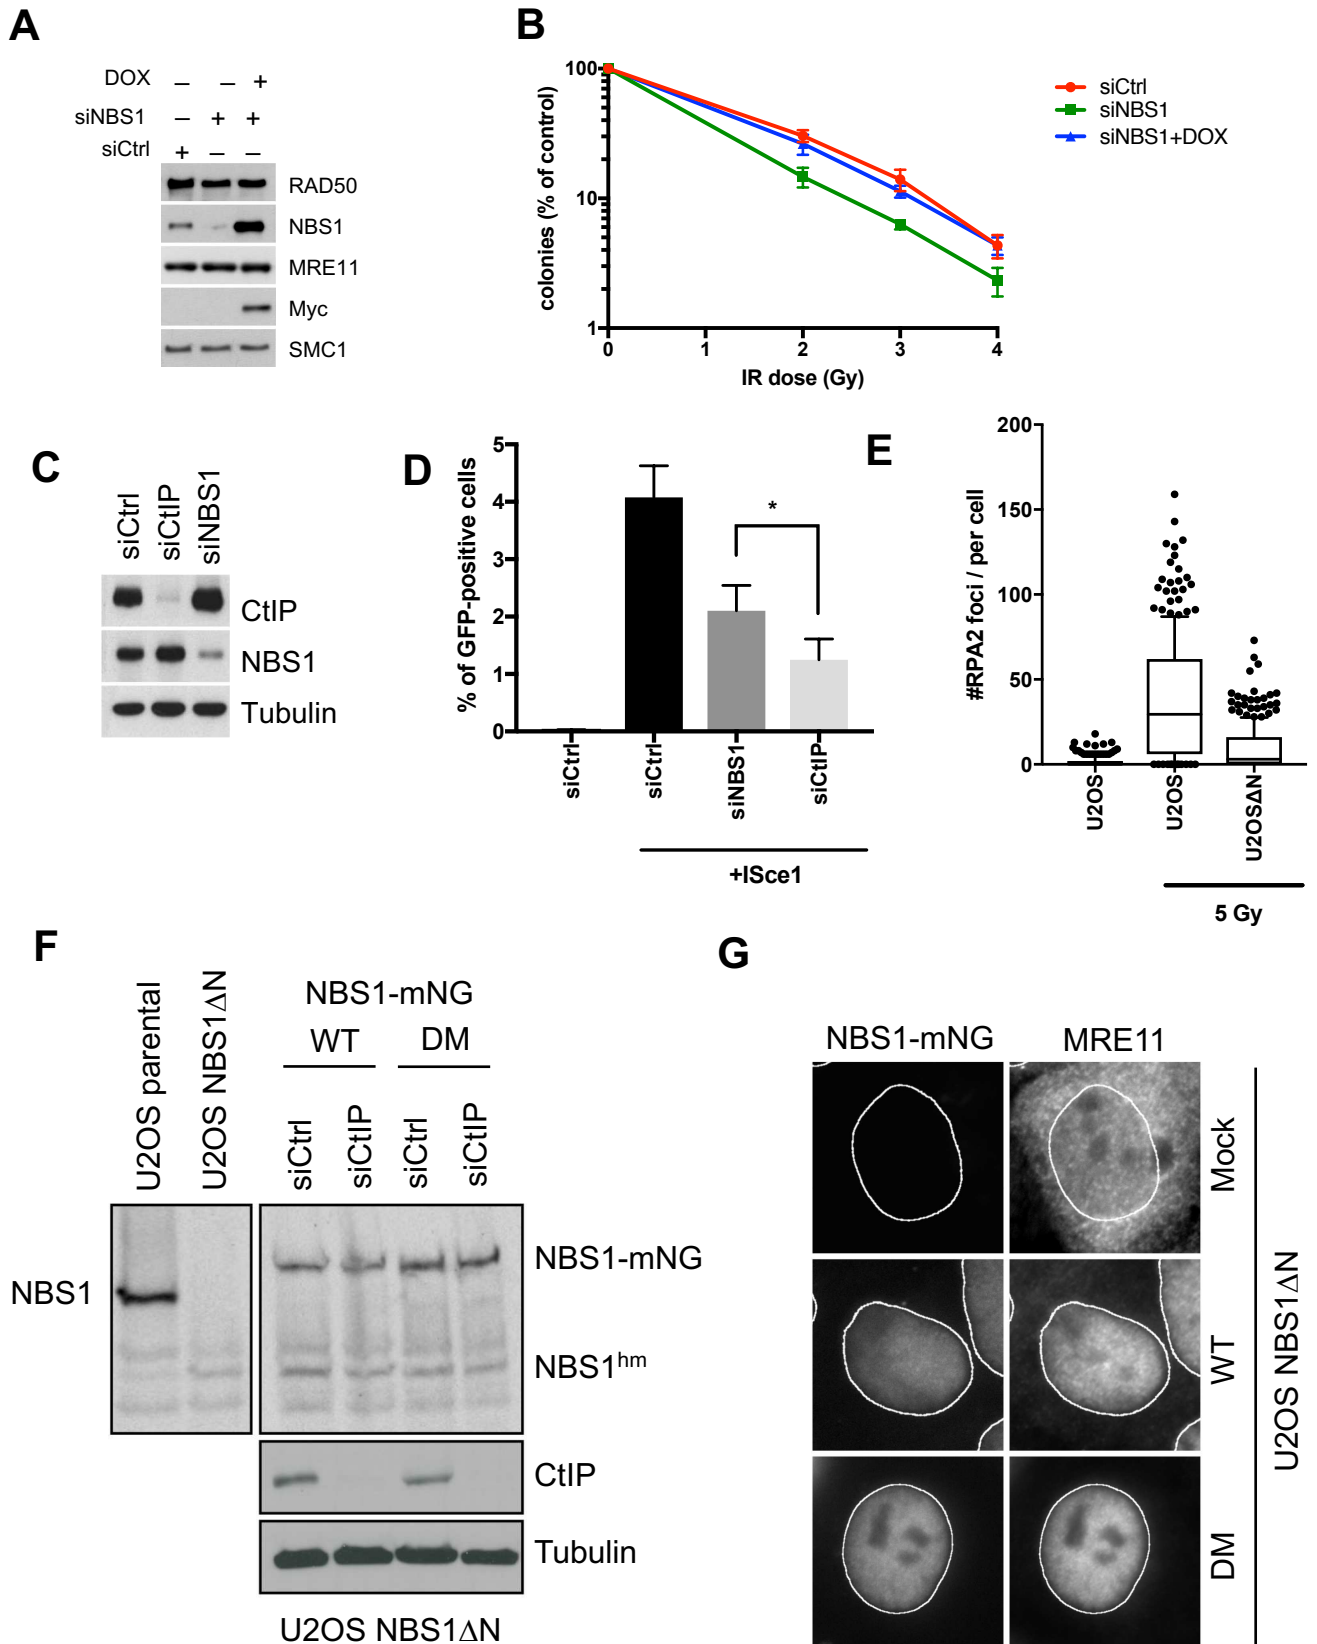 A
DOX – – +
siNBS1 – + +
siCtrl + – –
RAD50
NBS1
MRE11
Myc
SMC1
B
colonies (% of control)
100
10
1
0 1 2 3 4
IR dose (Gy)
siCtrl
siNBS1
siNBS1+DOX
C
siCtrl
siCtIP
siNBS1
CtIP
NBS1
Tubulin
D
% of GFP-positive cells
5
4
3
2
1
0
*
siCtrl
siCtrl
siNBS1
siCtIP
+ISce1
E
#RPA2 foci / per cell
200
150
100
50
0
U2OS
U2OS
U2OSΔN
5 Gy
F
U2OS parental
U2OS NBS1ΔN
NBS1-mNG
WT DM
siCtrl
siCtIP
siCtrl
siCtIP
NBS1
NBS1-mNG
NBS1hm
CtIP
Tubulin
U2OS NBS1ΔN
G
NBS1-mNG MRE11
Mock
WT
DM
U2OS NBS1ΔN